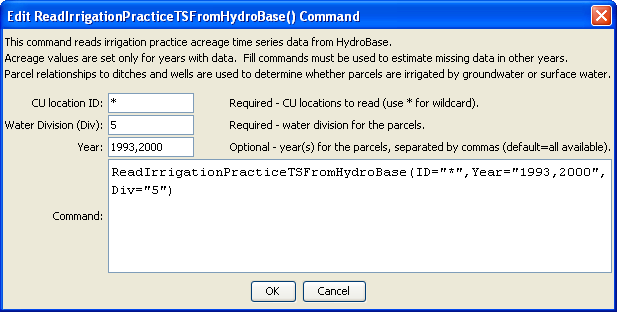 Edit ReadIrrigationPracticeTSFromHydroBase() Command
This command reads irrigation practice acreage time series data from HydroBase.
Acreage values are set only for years with data. Fill commands must be used to estimate missing data in other years.
Parcel relationships to ditches and wells are used to determine whether parcels are irrigated by groundwater or surface water.
CU location ID: * Required - CU locations to read (use * for wildcard).
Water Division (Div): 5 Required - water division for the parcels.
Year: 1993,2000 Optional - year(s) for the parcels, separated by commas (default=all available).
ReadIrrigationPracticeTSFromHydroBase(ID="*",Year="1993,2000",
Div="5")
Command:
OK Cancel